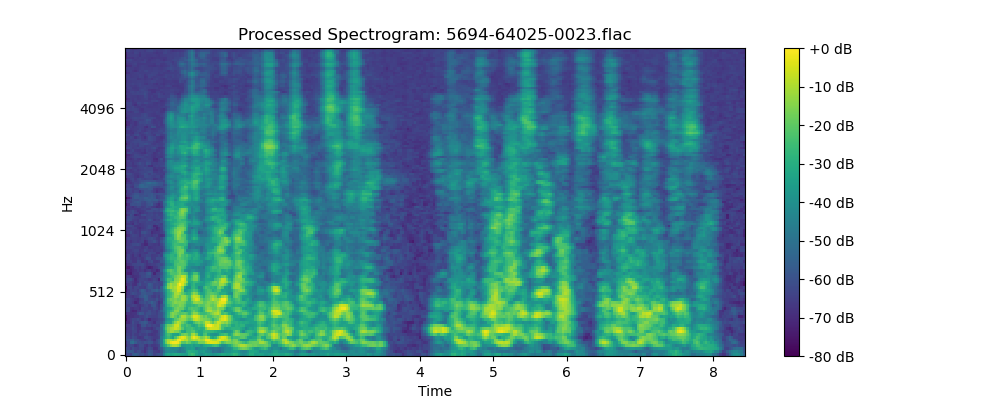 Processed Spectrogram: 5694-64025-0023.flac
Hz
4096
2048
1024
512
0
0 1 2 3 4 5 6 7 8
Time
+0 dB
-10 dB
-20 dB
-30 dB
-40 dB
-50 dB
-60 dB
-70 dB
-80 dB